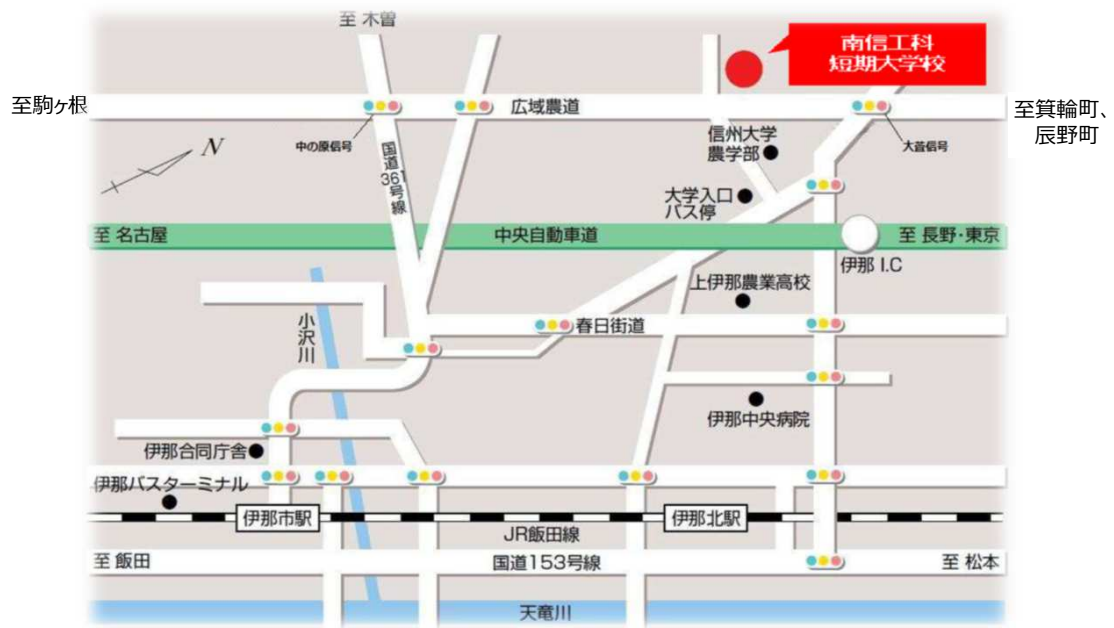 至 木曽
南信工科
短期大学校
至駒ヶ根
広域農道
至箕輪町、
辰野町
中の原信号
信州大学
農学部
大萱信号
N
国道361号線
大学入口
バス停
至 名古屋
中央自動車道
至 長野・東京
伊那 I.C
上伊那農業高校
小沢川
春日街道
伊那中央病院
伊那合同庁舎
伊那バスターミナル
伊那市駅
伊那北駅
JR飯田線
至 飯田
国道153号線
至 松本
天竜川